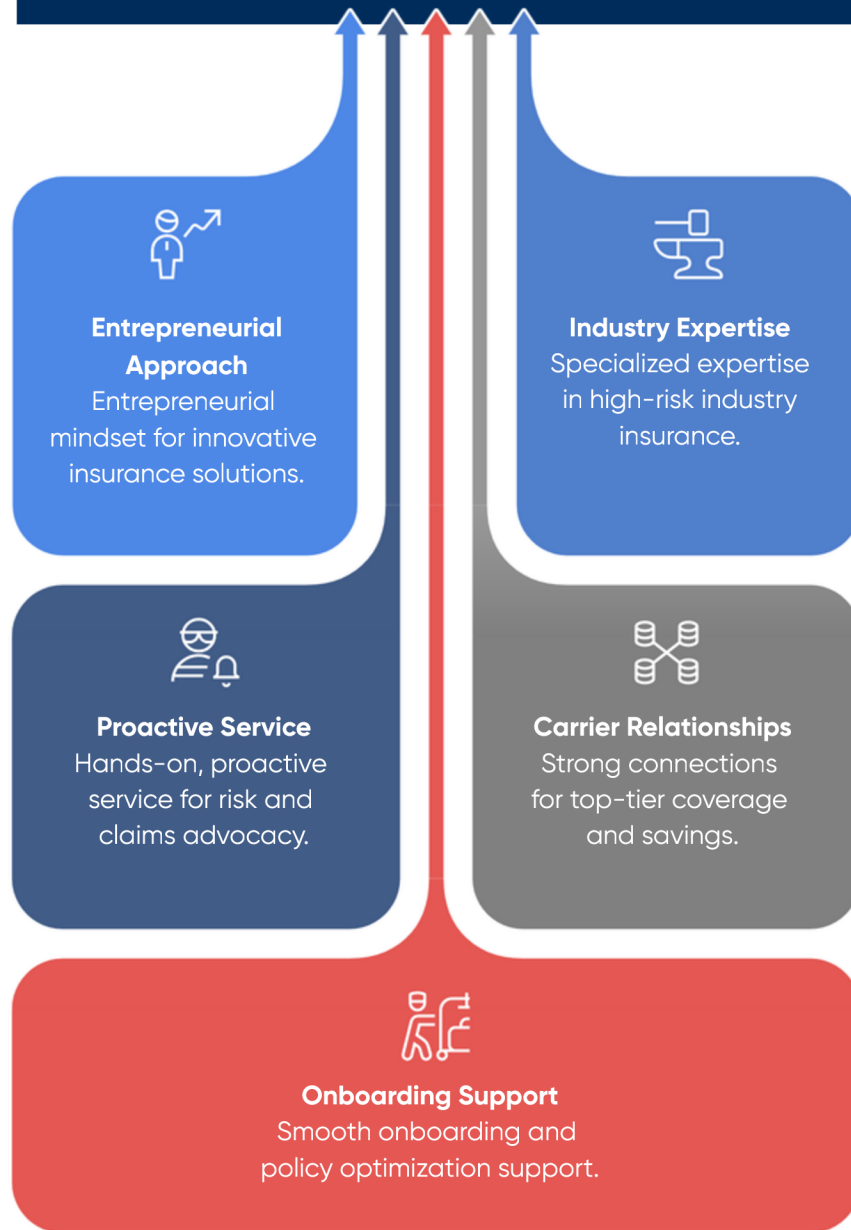 Entrepreneurial
Approach
Entrepreneurial
mindset for innovative
insurance solutions.
Industry Expertise
Specialized expertise
in high-risk industry
insurance.
Proactive Service
Hands-on, proactive
service for risk and
claims advocacy.
Carrier Relationships
Strong connections
for top-tier coverage
and savings.
Onboarding Support
Smooth onboarding and
policy optimization support.